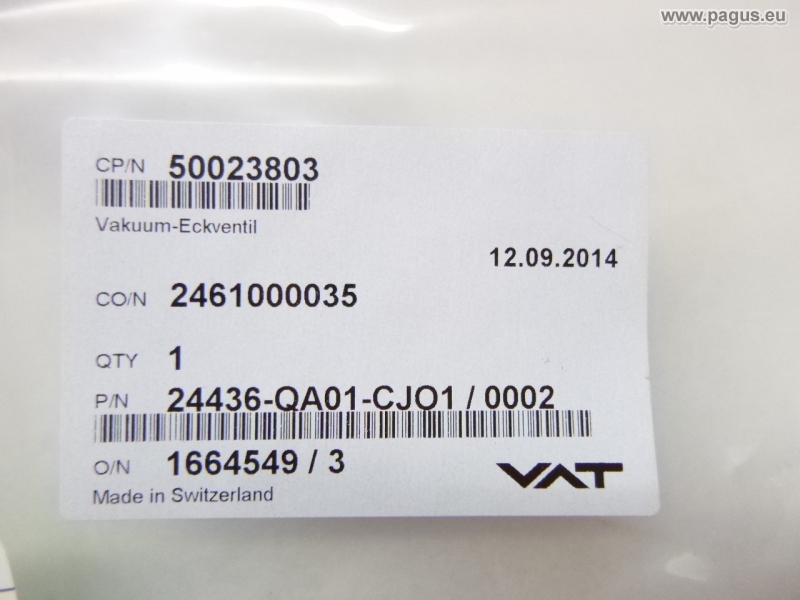 www.pagus.eu
CP/N 50023803
Vakuum-Eckventil
12.09.2014
CO/N 2461000035
QTY 1
P/N 24436-QA01-CJO1 / 0002
O/N 1664549 / 3
VAT
Made in Switzerland